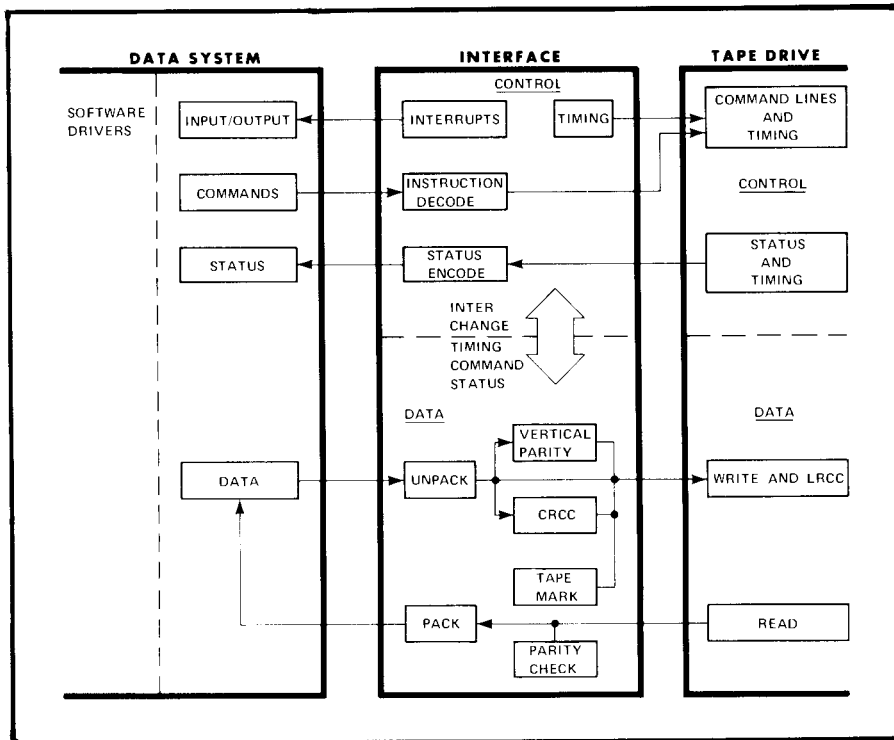 DATA SYSTEM
INTERFACE
TAPE DRIVE
SOFTWARE
DRIVERS
INPUT/OUTPUT
COMMANDS
STATUS
DATA
CONTROL
INTERRUPTS
TIMING
INSTRUCTION
DECODE
STATUS
ENCODE
INTER
CHANGE
TIMING
COMMAND
STATUS
DATA
UNPACK
VERTICAL
PARITY
CRCC
TAPE
MARK
PACK
PARITY
CHECK
COMMAND LINES
AND
TIMING
CONTROL
STATUS
AND
TIMING
DATA
WRITE AND LRCC
READ